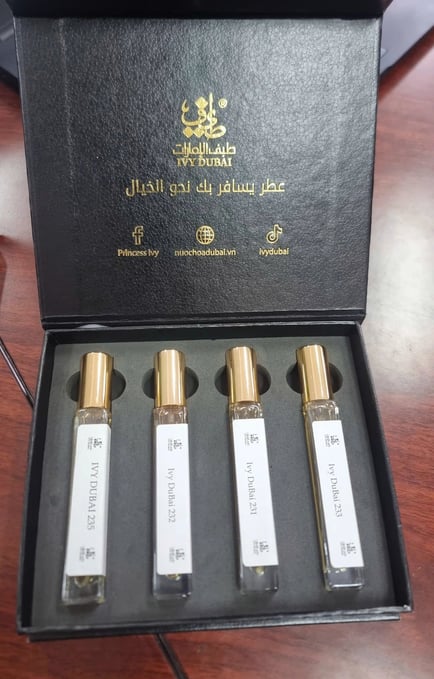 ®
طيف الإمارات
IVY DUBAI
عطر يسافر بك نحو الخيال
Princess Ivy
nuochoadubai.vn
ivydubai
IVY DUBAI 235
Ivy DuBai 232
Ivy DuBai 231
Ivy DuBai 233